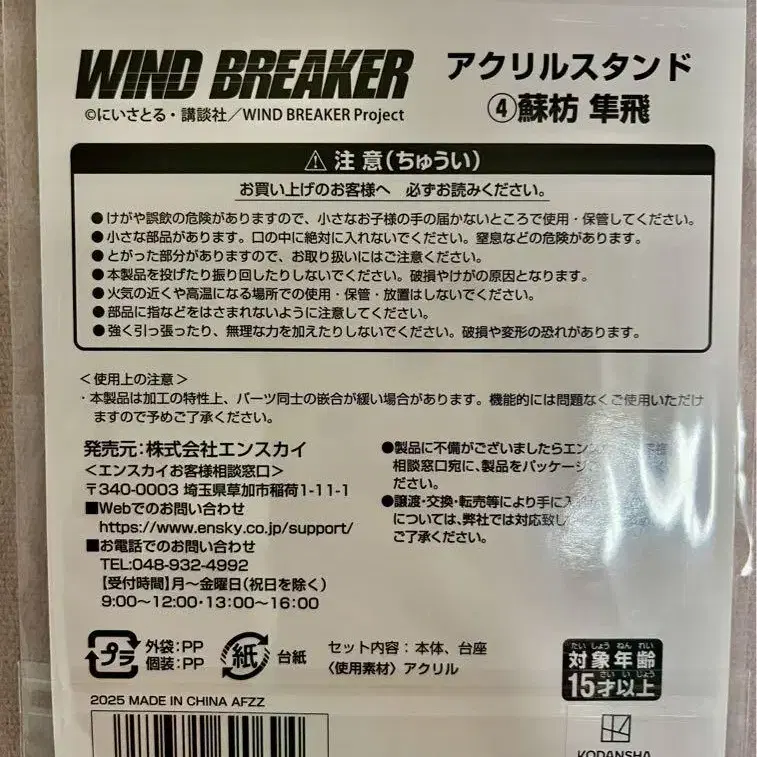 WIND BREAKER
©にいさとる・講談社／WIND BREAKER Project
アクリルスタンド
④蘇枋 隼飛
⚠注意(ちゅうい)
お買い上げのお客様へ 必ずお読みください。
●けがや誤飲の危険がありますので、小さなお子様の手の届かないところで使用・保管してください。
●小さな部品があります。口の中に絶対に入れないでください。窒息などの危険があります。
●とがった部分がありますので、お取り扱いにはご注意ください。
●本製品を投げたり振り回したりしないでください。破損やけがの原因となります。
●火気の近くや高温になる場所での使用・保管・放置はしないでください。
●部品に指などをはさまれないように注意してください。
●強く引っ張ったり、無理な力を加えたりしないでください。破損や変形の恐れがあります。
＜使用上の注意＞
・本製品は加工の特性上、パーツ同士の嵌合が緩い場合があります。機能的には問題なくご使用いただけ
ますので予めご了承ください。
発売元：株式会社エンスカイ
＜エンスカイお客様相談窓口＞
〒340-0003 埼玉県草加市稲荷1-11-1
■Webでのお問い合わせ
https://www.ensky.co.jp/support/
■お電話でのお問い合わせ
TEL:048-932-4992
【受付時間】月～金曜日(祝日を除く)
9:00～12:00・13:00～16:00
●製品に不備がございましたらエンス
相談窓口宛に、製品をパッケージ
ださい。
●譲渡・交換・転売等により手に入
については、弊社では対応致し
ご了承ください。
プラ
外袋：PP
個装：PP
紙
台紙
セット内容：本体、台座
〈使用素材〉アクリル
たいしょうねんれい
対象年齢
さいいじょう
15才以上
2025 MADE IN CHINA AFZZ
KODANSHA